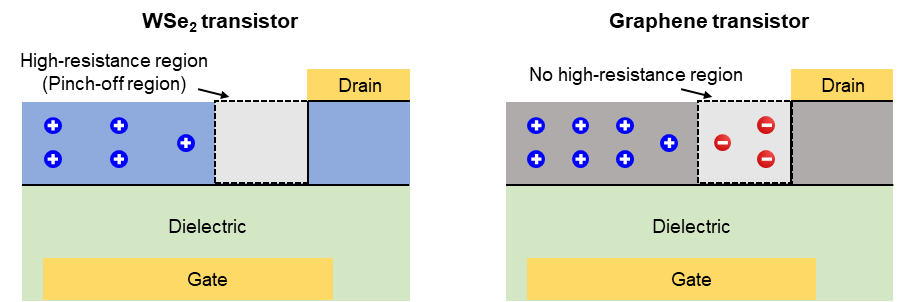 WSe₂ transistor
High-resistance region
(Pinch-off region)
Drain
+ +
+
+ +
Dielectric
Gate
Graphene transistor
No high-resistance region
Drain
+ + + −
+ −
+ + + −
Dielectric
Gate